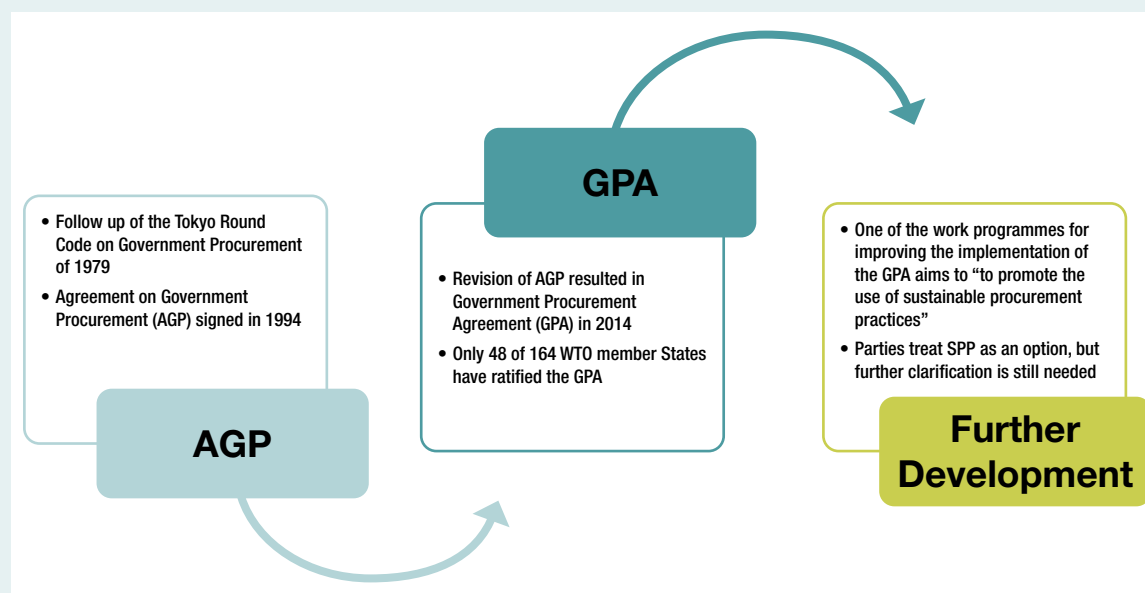 • Follow up of the Tokyo Round
Code on Government Procurement
of 1979
• Agreement on Government
Procurement (AGP) signed in 1994
AGP
GPA
• Revision of AGP resulted in
Government Procurement
Agreement (GPA) in 2014
• Only 48 of 164 WTO member States
have ratified the GPA
• One of the work programmes for
improving the implementation of
the GPA aims to “to promote the
use of sustainable procurement
practices”
• Parties treat SPP as an option, but
further clarification is still needed
Further
Development